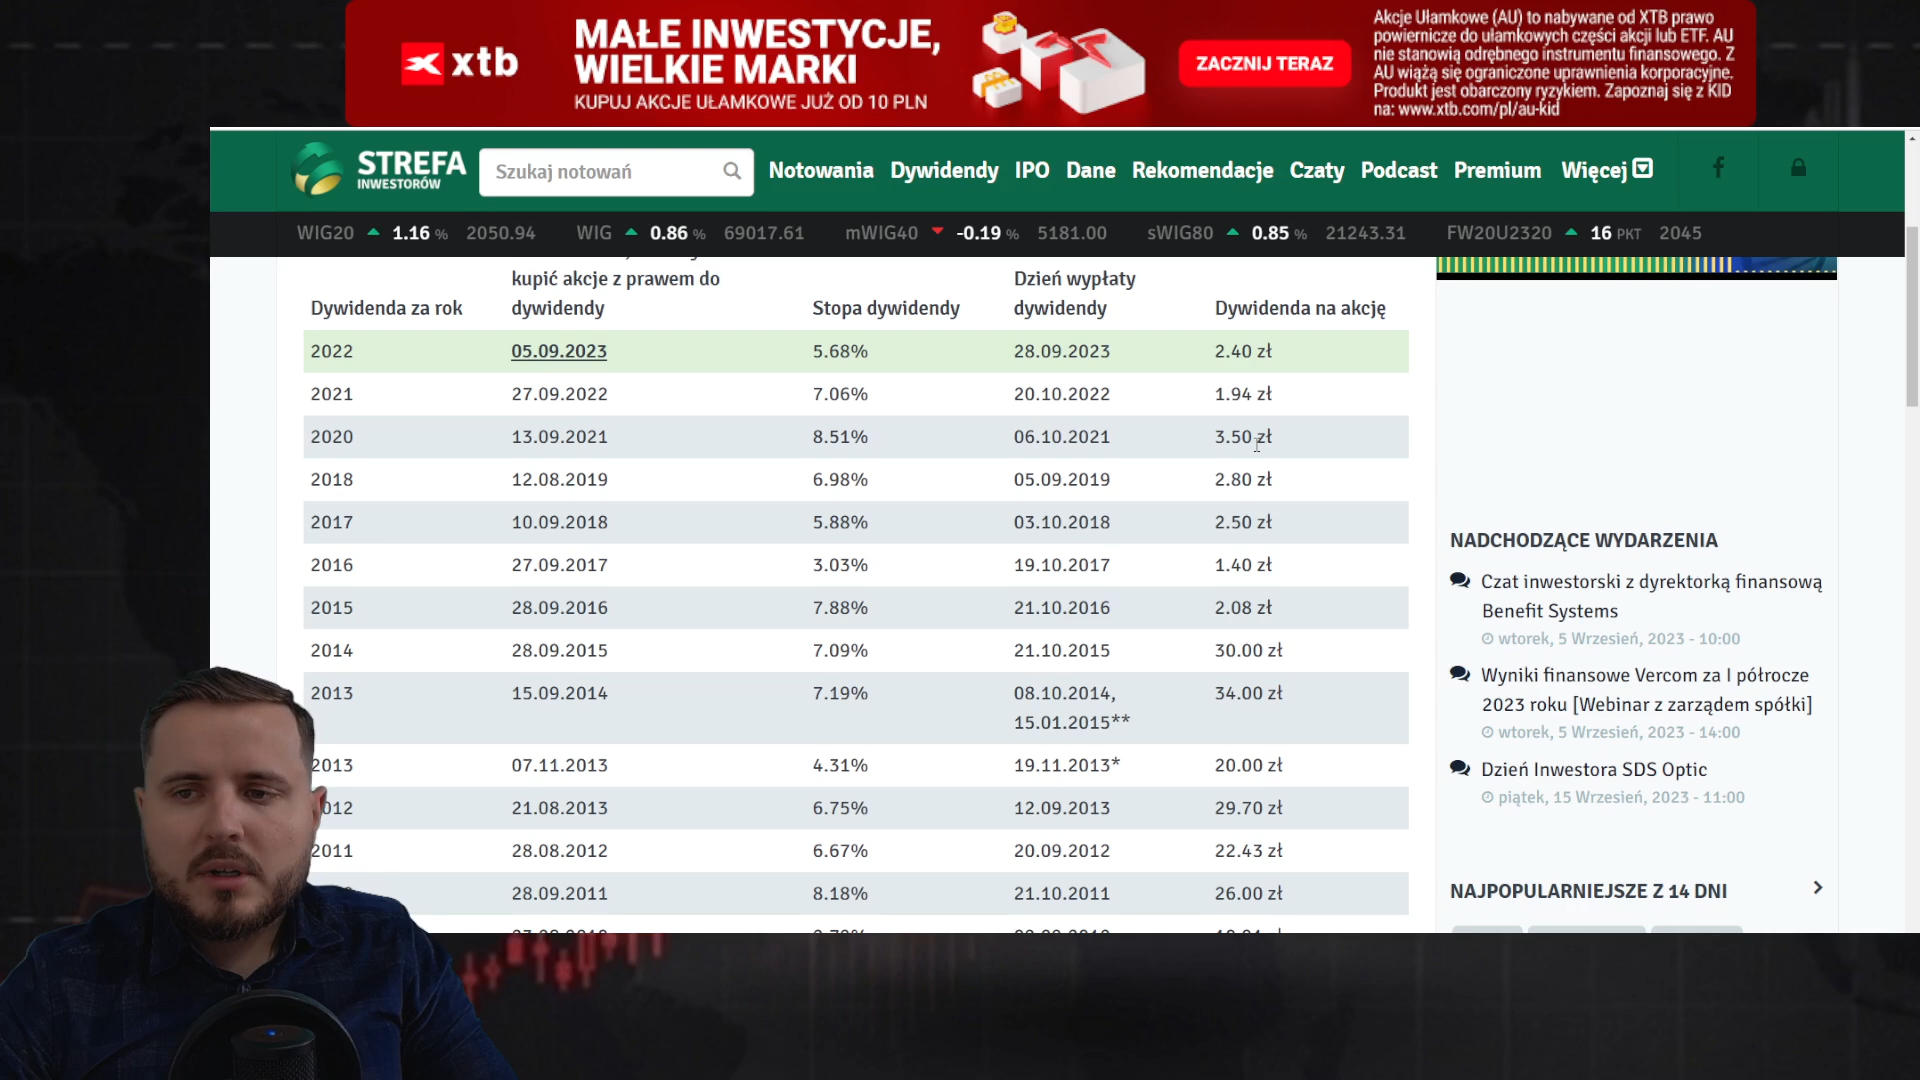 xtb
MAŁE INWESTYCJE,
WIELKIE MARKI
KUPUJ AKCJE UŁAMKOWE JUŻ OD 10 PLN
ZACZNIJ TERAZ
Akcje Ułamkowe (AU) to nabywane od XTB prawo
powiernicze do ułamkowych części akcji lub ETF. AU
nie stanowią odrębnego instrumentu finansowego. Z
AU wiążą się ograniczone uprawnienia korporacyjne.
Produkt jest obarczony ryzykiem. Zapoznaj się z KID
na: www.xtb.com/pl/au-kid
STREFA
INWESTORÓW
Szukaj notowań
Notowania Dywidendy IPO Dane Rekomendacje Czaty Podcast Premium Więcej
WIG20 1.16 % 2050.94 WIG 0.86 % 69017.61 mWIG40 -0.19 % 5181.00 sWIG80 0.85 % 21243.31 FW20U2320 16 PKT 2045
Dywidenda za rok
kupić akcje z prawem do
dywidendy
Stopa dywidendy
Dzień wypłaty
dywidendy
Dywidenda na akcję
2022 05.09.2023 5.68% 28.09.2023 2.40 zł
2021 27.09.2022 7.06% 20.10.2022 1.94 zł
2020 13.09.2021 8.51% 06.10.2021 3.50 zł
2018 12.08.2019 6.98% 05.09.2019 2.80 zł
2017 10.09.2018 5.88% 03.10.2018 2.50 zł
2016 27.09.2017 3.03% 19.10.2017 1.40 zł
2015 28.09.2016 7.88% 21.10.2016 2.08 zł
2014 28.09.2015 7.09% 21.10.2015 30.00 zł
2013 15.09.2014 7.19% 08.10.2014, 34.00 zł
15.01.2015**
2013 07.11.2013 4.31% 19.11.2013* 20.00 zł
012 21.08.2013 6.75% 12.09.2013 29.70 zł
2011 28.08.2012 6.67% 20.09.2012 22.43 zł
28.09.2011 8.18% 21.10.2011 26.00 zł
NADCHODZĄCE WYDARZENIA
Czat inwestorski z dyrektorką finansową
Benefit Systems
wtorek, 5 Wrzesień, 2023 - 10:00
Wyniki finansowe Vercom za I półrocze
2023 roku [Webinar z zarządem spółki]
wtorek, 5 Wrzesień, 2023 - 14:00
Dzień Inwestora SDS Optic
piątek, 15 Wrzesień, 2023 - 11:00
NAJPOPULARNIEJSZE Z 14 DNI